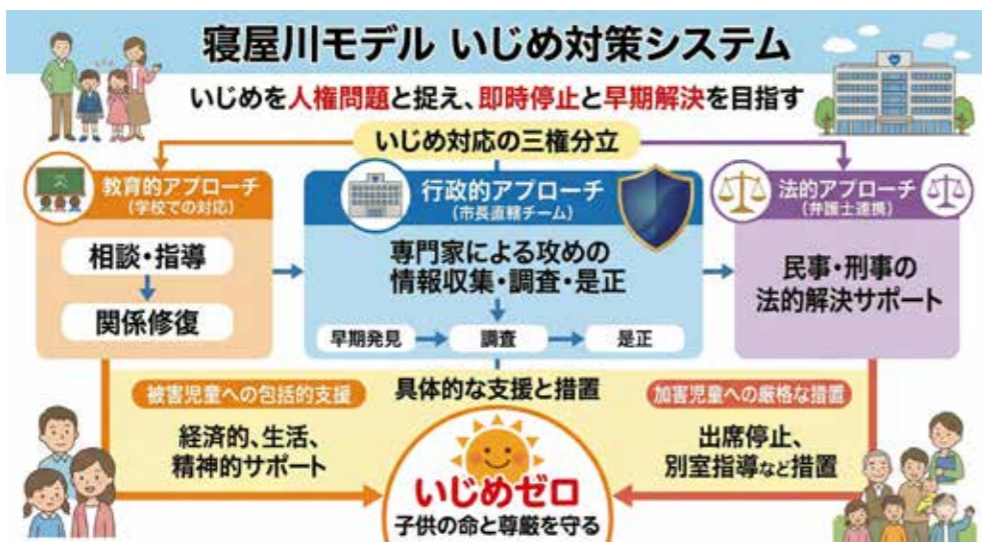 寝屋川モデル いじめ対策システム
いじめを人権問題と捉え、即時停止と早期解決を目指す
いじめ対応の三権分立
教育的アプローチ
(学校での対応)
相談・指導
関係修復
行政的アプローチ
(市長直轄チーム)
専門家による攻めの
情報収集・調査・是正
早期発見
調査
是正
法的アプローチ
(弁護士連携)
民事・刑事の
法的解決サポート
被害児童への包括的支援
経済的、生活、
精神的サポート
具体的な支援と措置
加害児童への厳格な措置
出席停止、
別室指導など措置
いじめゼロ
子供の命と尊厳を守る